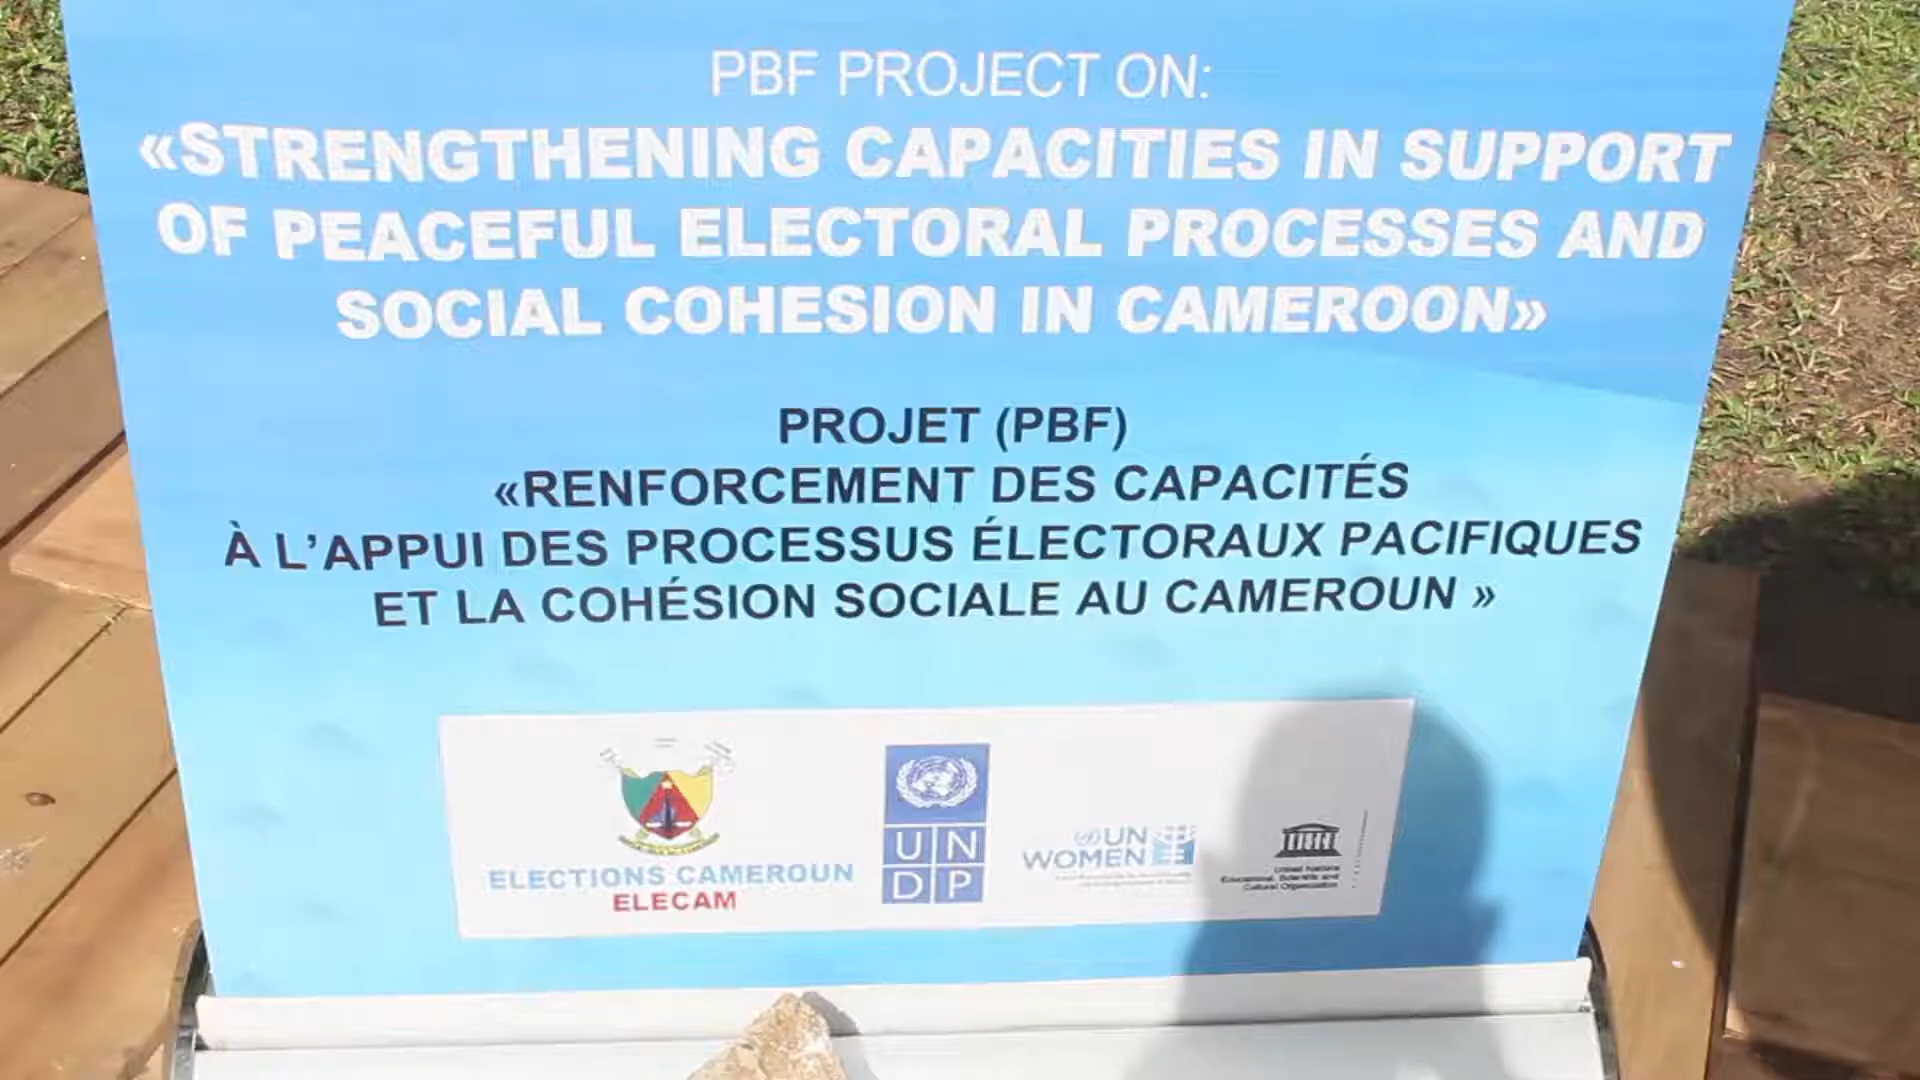 PBF PROJECT ON:
«STRENGTHENING CAPACITIES IN SUPPORT
OF PEACEFUL ELECTORAL PROCESSES AND
SOCIAL COHESION IN CAMEROON»
PROJET (PBF)
«RENFORCEMENT DES CAPACITÉS
À L'APPUI DES PROCESSUS ÉLECTORAUX PACIFIQUES
ET LA COHÉSION SOCIALE AU CAMEROUN »
ELECTIONS CAMEROUN
ELECAM
UN
DP
UN
WOMEN
United Nations
Educational, Scientific and
Cultural Organization